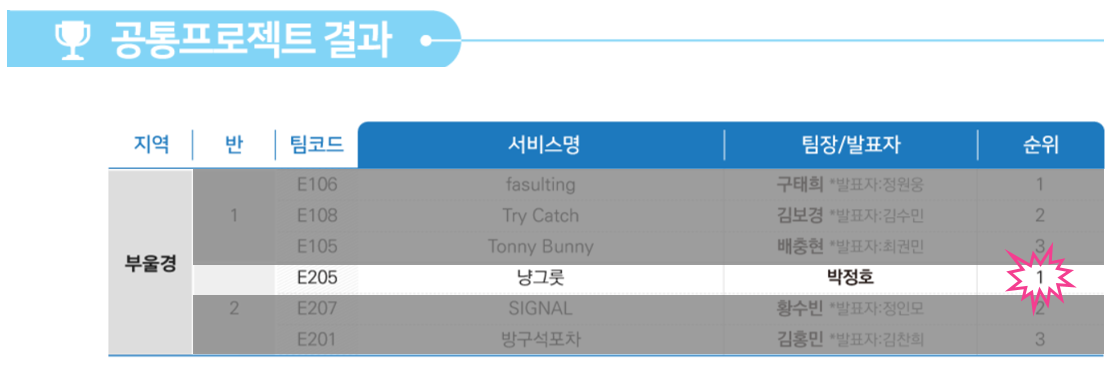 공통프로젝트 결과
지역 반 팀코드 서비스명 팀장/발표자 순위
E106 fasulting 구태희 *발표자:정원웅 1
1 E108 Try Catch 김보경 *발표자:김수민 2
E105 Tonny Bunny 배충현 *발표자:최권민 3
부울경 E205 냥그릇 박정호 1
2 E207 SIGNAL 황수빈 *발표자:정인모 2
E201 방구석포차 김홍민 *발표자:김찬희 3